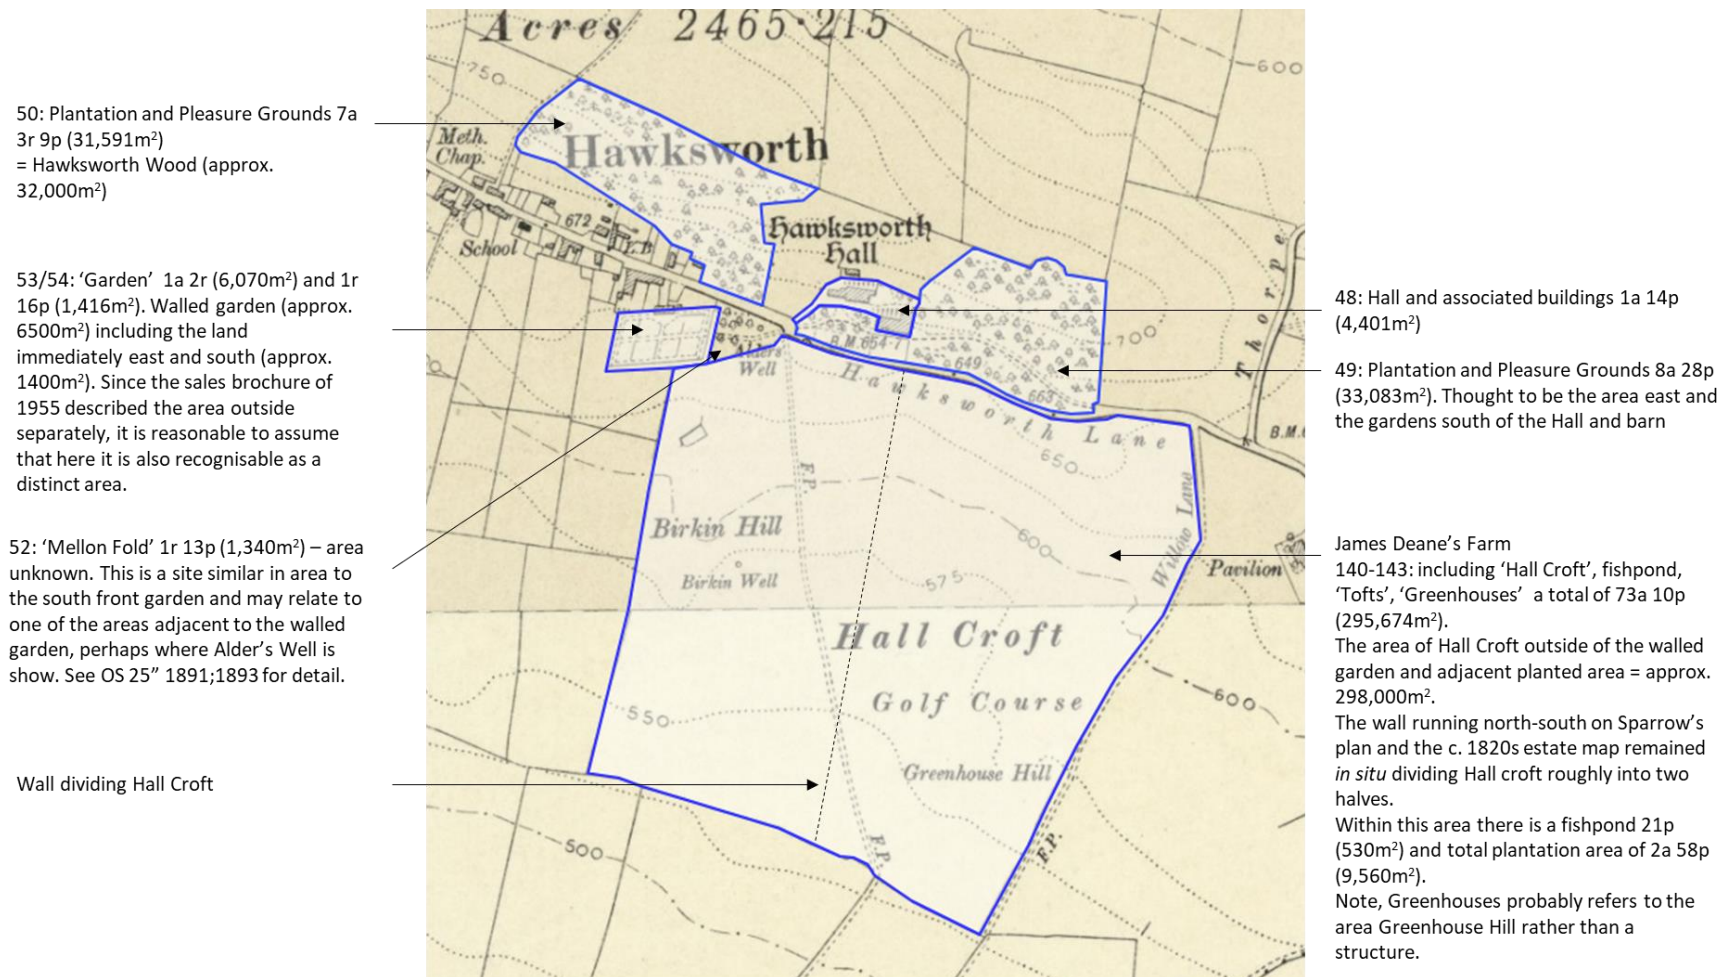 Acres 2465·215
750
600
50: Plantation and Pleasure Grounds 7a
3r 9p (31,591m²)
= Hawksworth Wood (approx.
32,000m²)
Meth.
Chap.
Hawksworth
672
School
L.B
Hawksworth
Hall
Thorpe
53/54: ‘Garden’ 1a 2r (6,070m²) and 1r
16p (1,416m²). Walled garden (approx.
6500m²) including the land
immediately east and south (approx.
1400m²). Since the sales brochure of
1955 described the area outside
separately, it is reasonable to assume
that here it is also recognisable as a
distinct area.
48: Hall and associated buildings 1a 14p
(4,401m²)
49: Plantation and Pleasure Grounds 8a 28p
(33,083m²). Thought to be the area east and
the gardens south of the Hall and barn
B.M.654·7
700
700
Alders
Well
649
663
Hawksworth Lane
B.M.
650
F.P.
Willow Lane
52: ‘Mellon Fold’ 1r 13p (1,340m²) – area
unknown. This is a site similar in area to
the south front garden and may relate to
one of the areas adjacent to the walled
garden, perhaps where Alder’s Well is
show. See OS 25” 1891;1893 for detail.
Birkin Hill
600
Birkin Well
575
Pavilion
Hall Croft
Golf Course
600
550
Greenhouse Hill
Wall dividing Hall Croft
500
F.P.
F.P.
James Deane’s Farm
140-143: including ‘Hall Croft’, fishpond,
‘Tofts’, ‘Greenhouses’ a total of 73a 10p
(295,674m²).
The area of Hall Croft outside of the walled
garden and adjacent planted area = approx.
298,000m².
The wall running north-south on Sparrow’s
plan and the c. 1820s estate map remained
in situ dividing Hall croft roughly into two
halves.
Within this area there is a fishpond 21p
(530m²) and total plantation area of 2a 58p
(9,560m²).
Note, Greenhouses probably refers to the
area Greenhouse Hill rather than a
structure.